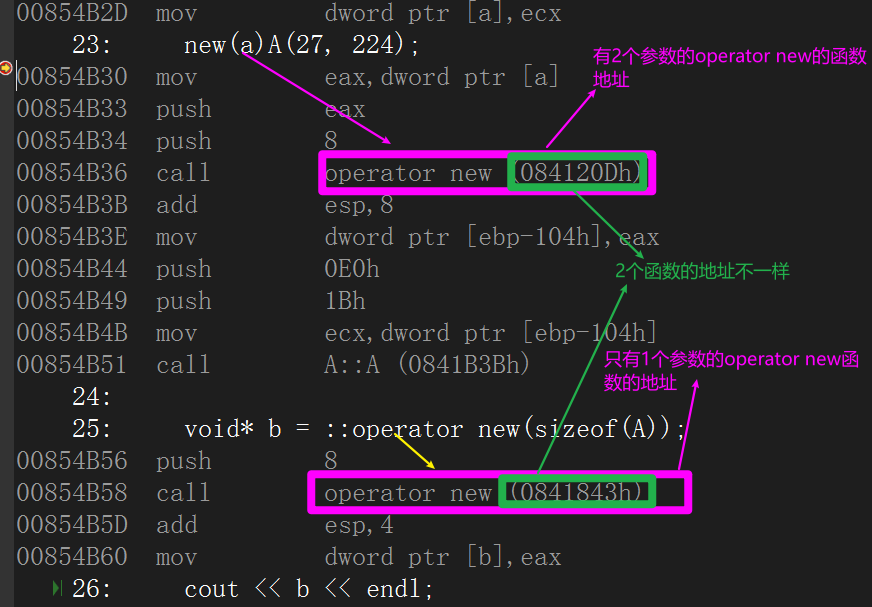 00854B2D mov dword ptr [a],ecx
23: new(a)A(27, 224);
有2个参数的operator new的函数
地址
00854B30 mov eax,dword ptr [a]
00854B33 push eax
00854B34 push 8
00854B36 call operator new (084120Dh)
00854B3B add esp,8
00854B3E mov dword ptr [ebp-104h],eax
00854B44 push 0E0h
2个函数的地址不一样
00854B49 push 1Bh
00854B4B mov ecx,dword ptr [ebp-104h]
00854B51 call A::A (0841B3Bh)
只有1个参数的operator new函
数的地址
24:
25: void* b = ::operator new(sizeof(A));
00854B56 push 8
00854B58 call operator new (0841843h)
00854B5D add esp,4
00854B60 mov dword ptr [b],eax
26: cout << b << endl;